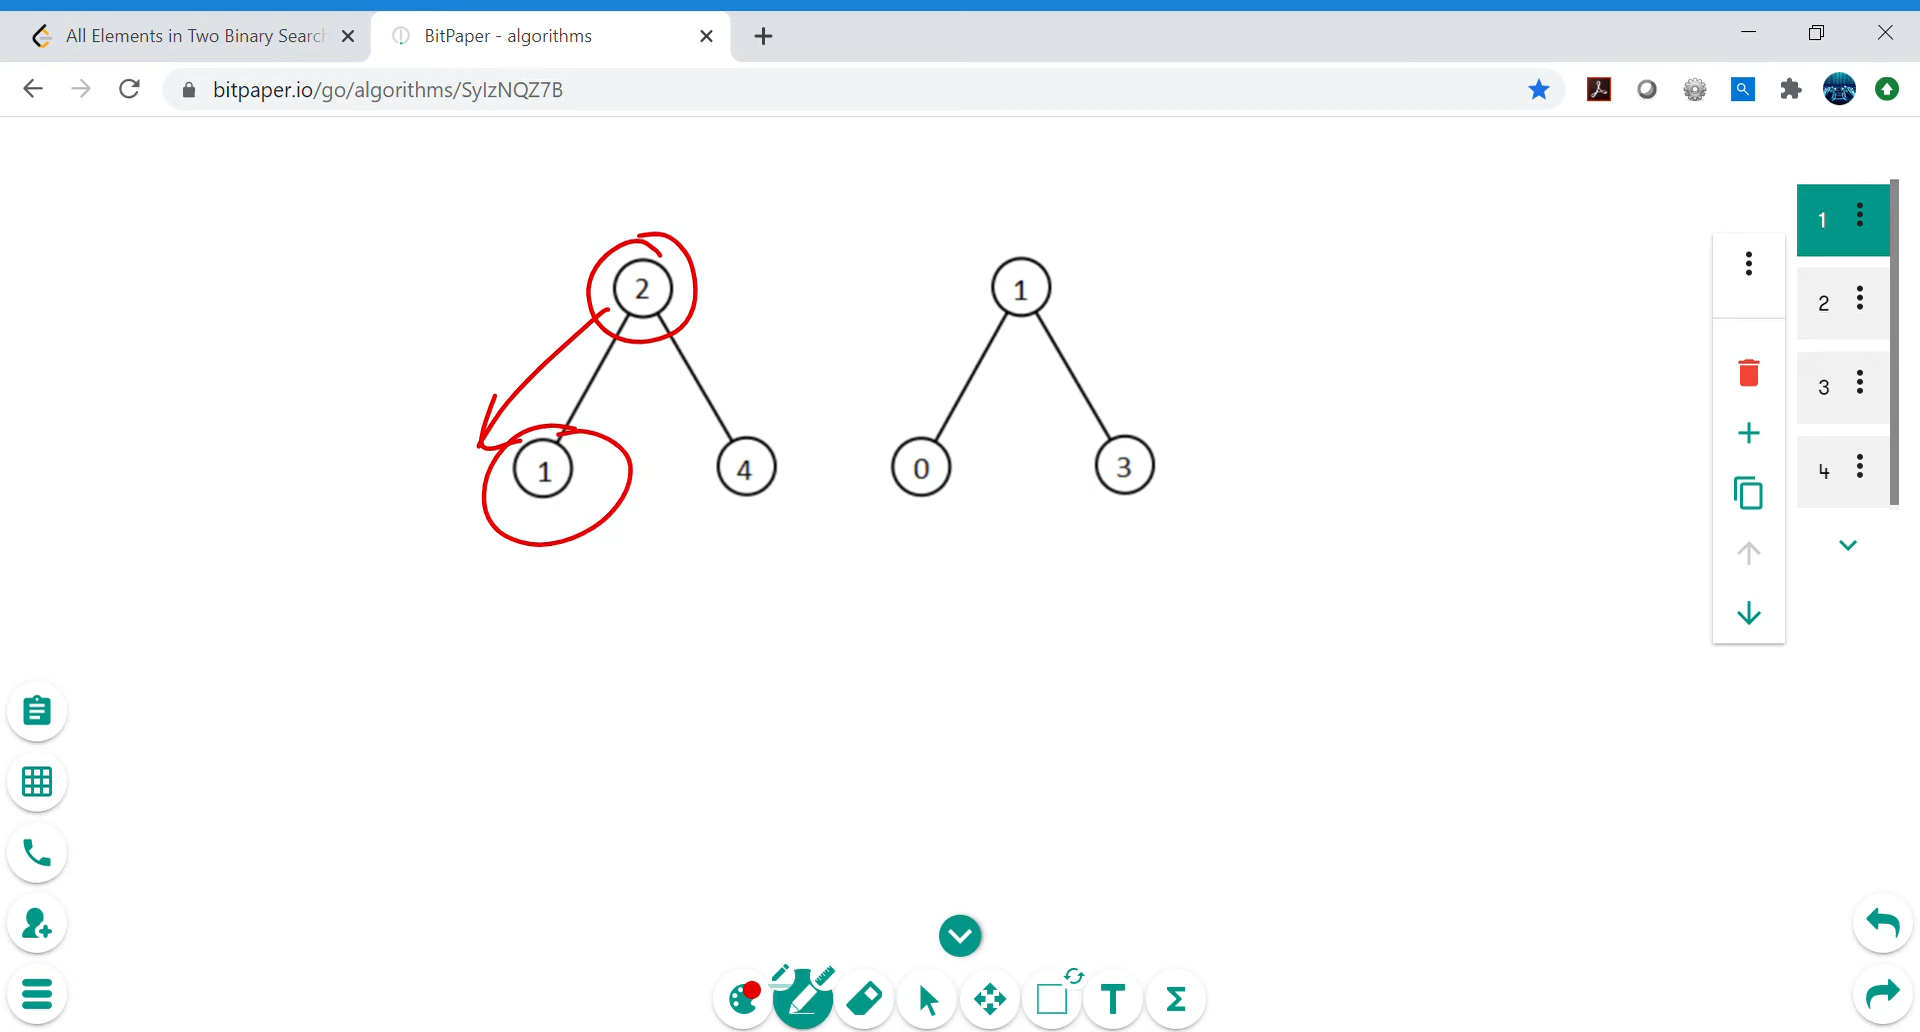 All Elements in Two Binary Searc
BitPaper - algorithms
bitpaper.io/go/algorithms/SyIzNQZ7B
1
2
3
4
2
1
1
4
0
3
T
Σ